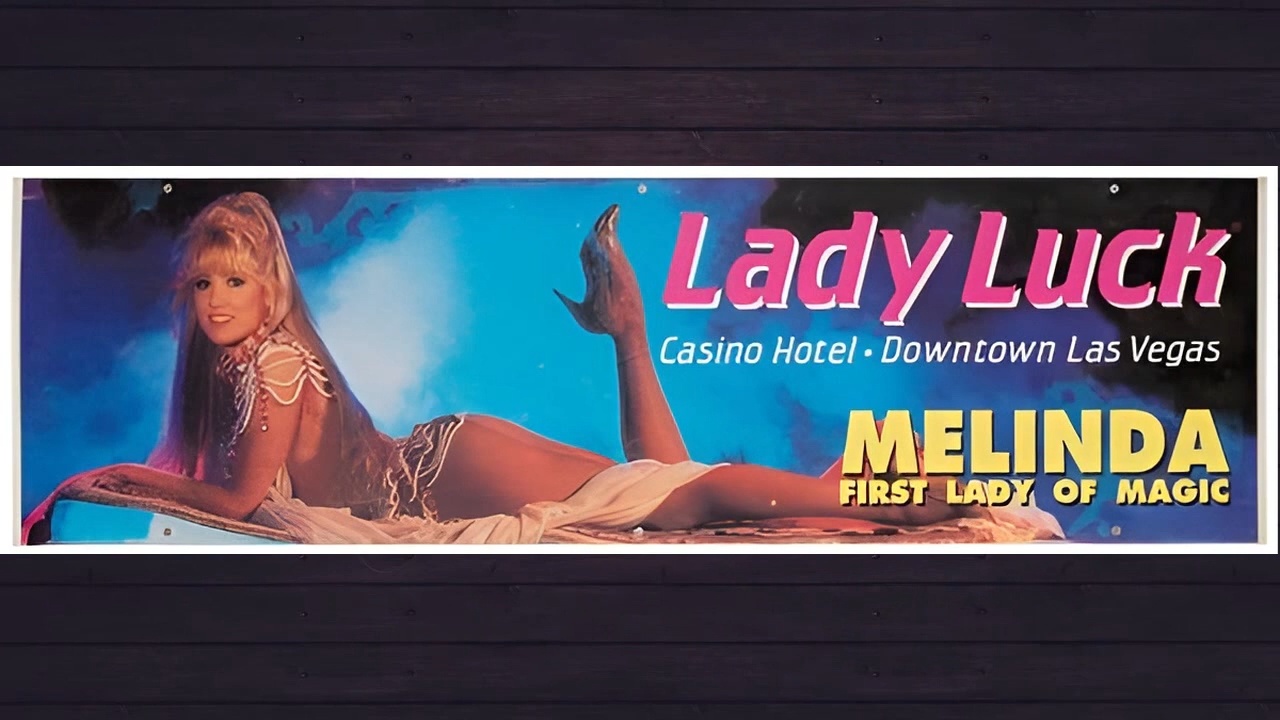 Lady Luck
Casino Hotel • Downtown Las Vegas
MELINDA
FIRST LADY OF MAGIC